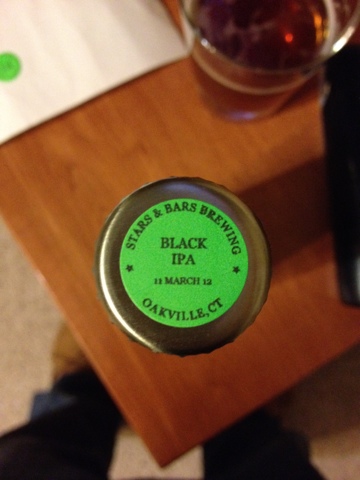 STARS & BARS BREWING
BLACK
IPA
11 MARCH 12
OAKVILLE, CT